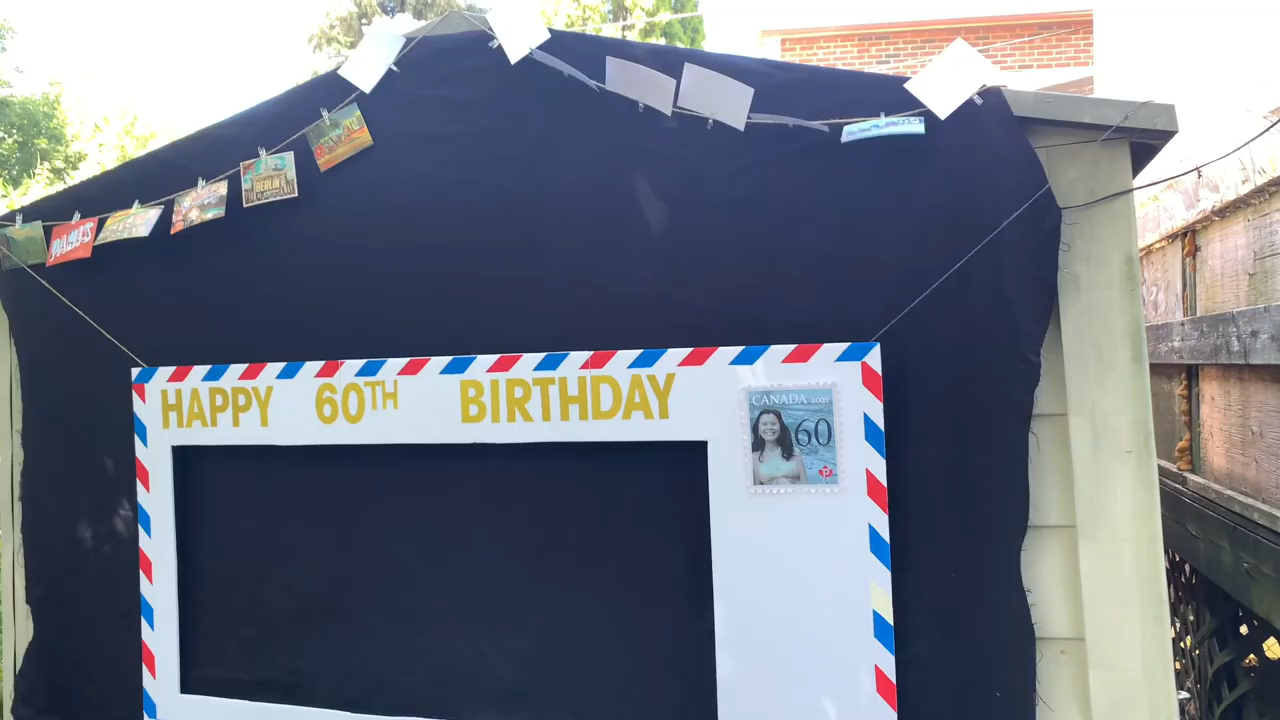 PARIS
BERLIN
HAPPY 60TH BIRTHDAY
CANADA 2021
60
P